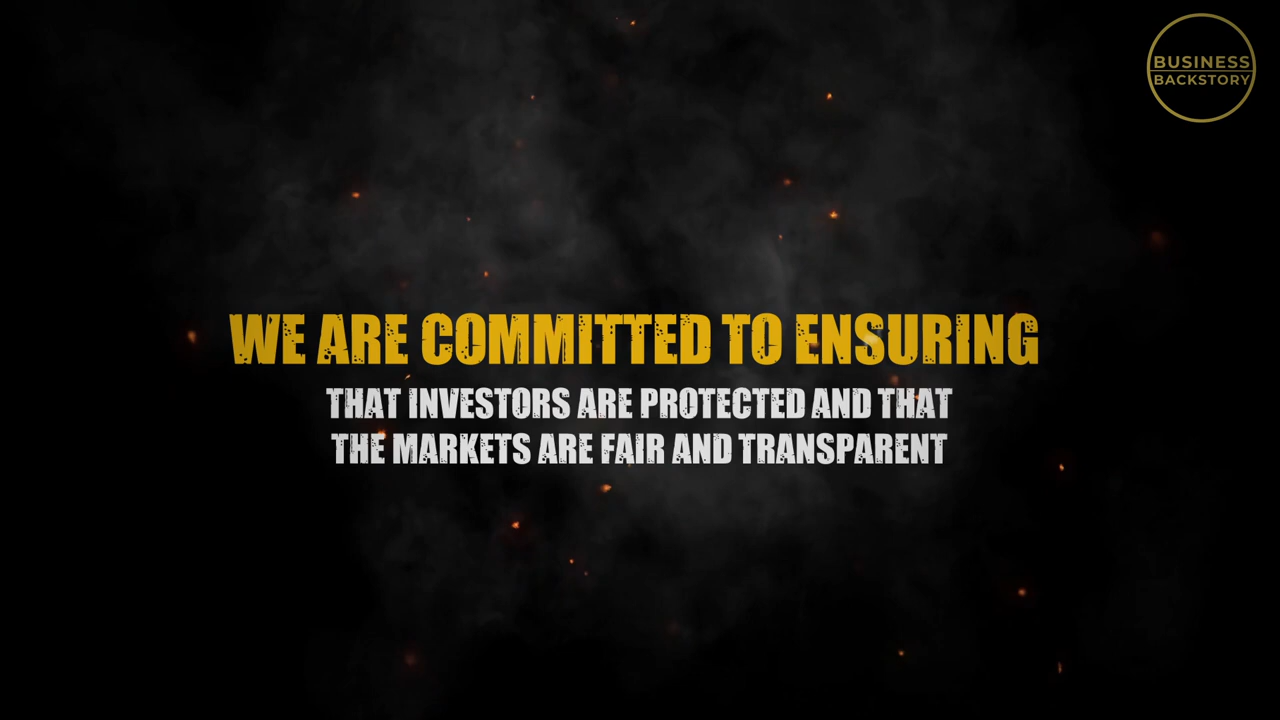 BUSINESS
BACKSTORY
WE ARE COMMITTED TO ENSURING
THAT INVESTORS ARE PROTECTED AND THAT
THE MARKETS ARE FAIR AND TRANSPARENT